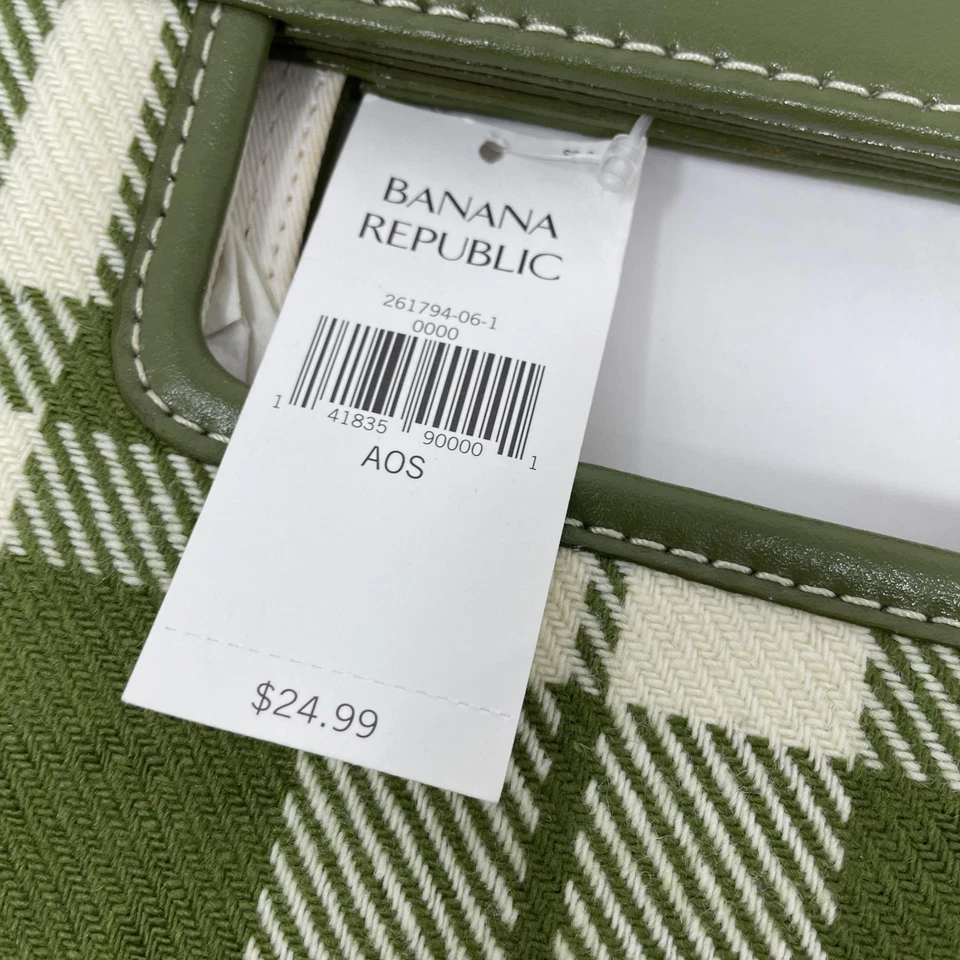 BANANA
REPUBLIC
261794-06-1
0000
1 41835 90000 1
AOS
$24.99